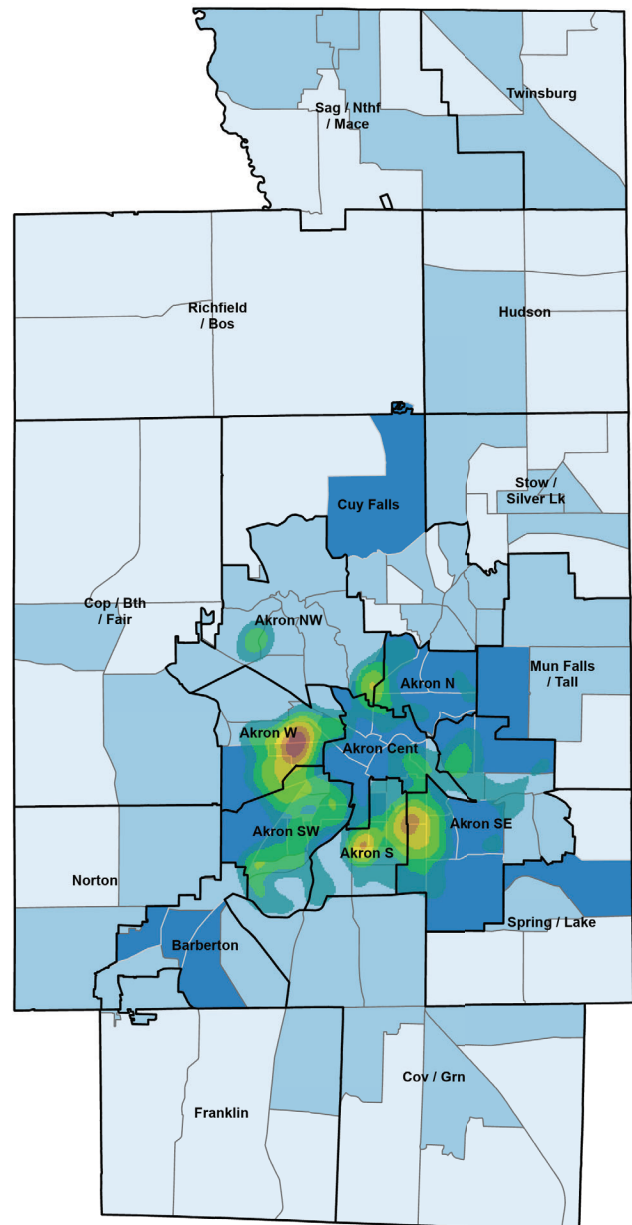 Twinsburg
Sag / Nthf
/ Mace
Richfield
/ Bos
Hudson
Stow /
Silver Lk
Cuy Falls
Cop / Bth
/ Fair
Akron NW
Mun Falls
/ Tall
Akron N
Akron W
Akron Cent
Akron SW
Akron SE
Akron S
Norton
Spring / Lake
Barberton
Cov / Grn
Franklin